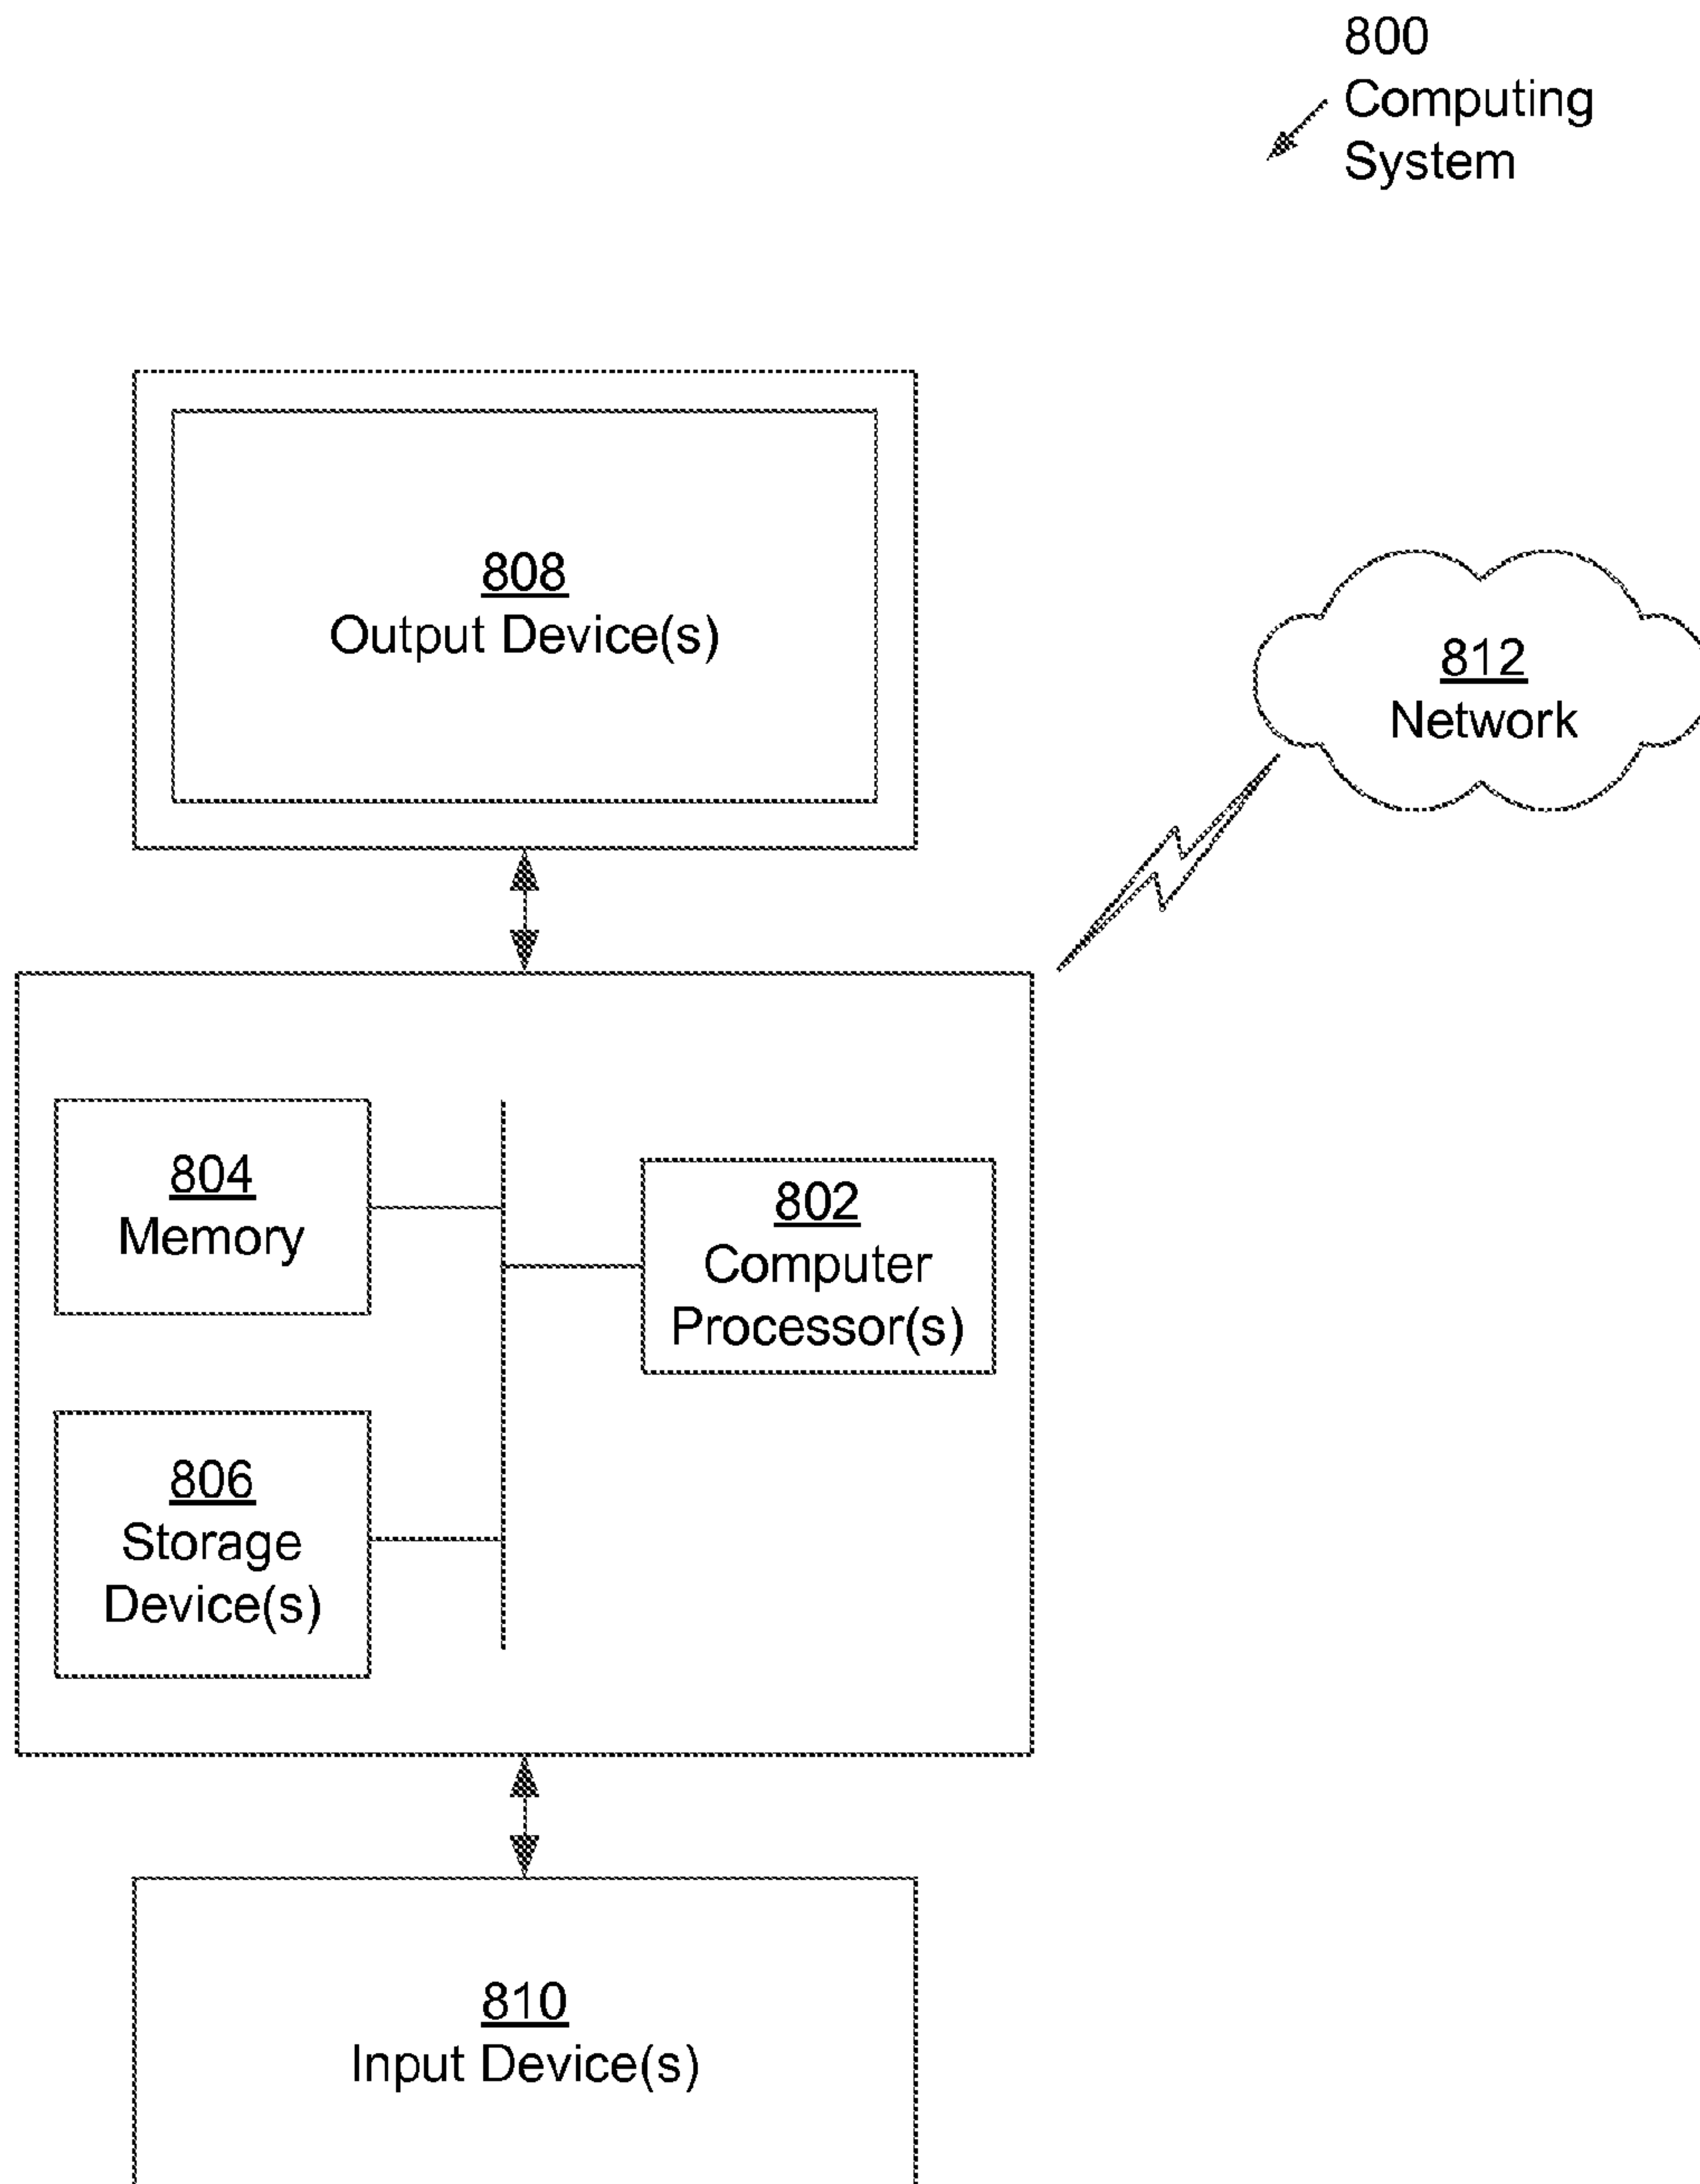 800
Computing
System
808
Output Device(s)
812
Network
804
Memory
802
Computer
Processor(s)
806
Storage
Device(s)
810
Input Device(s)